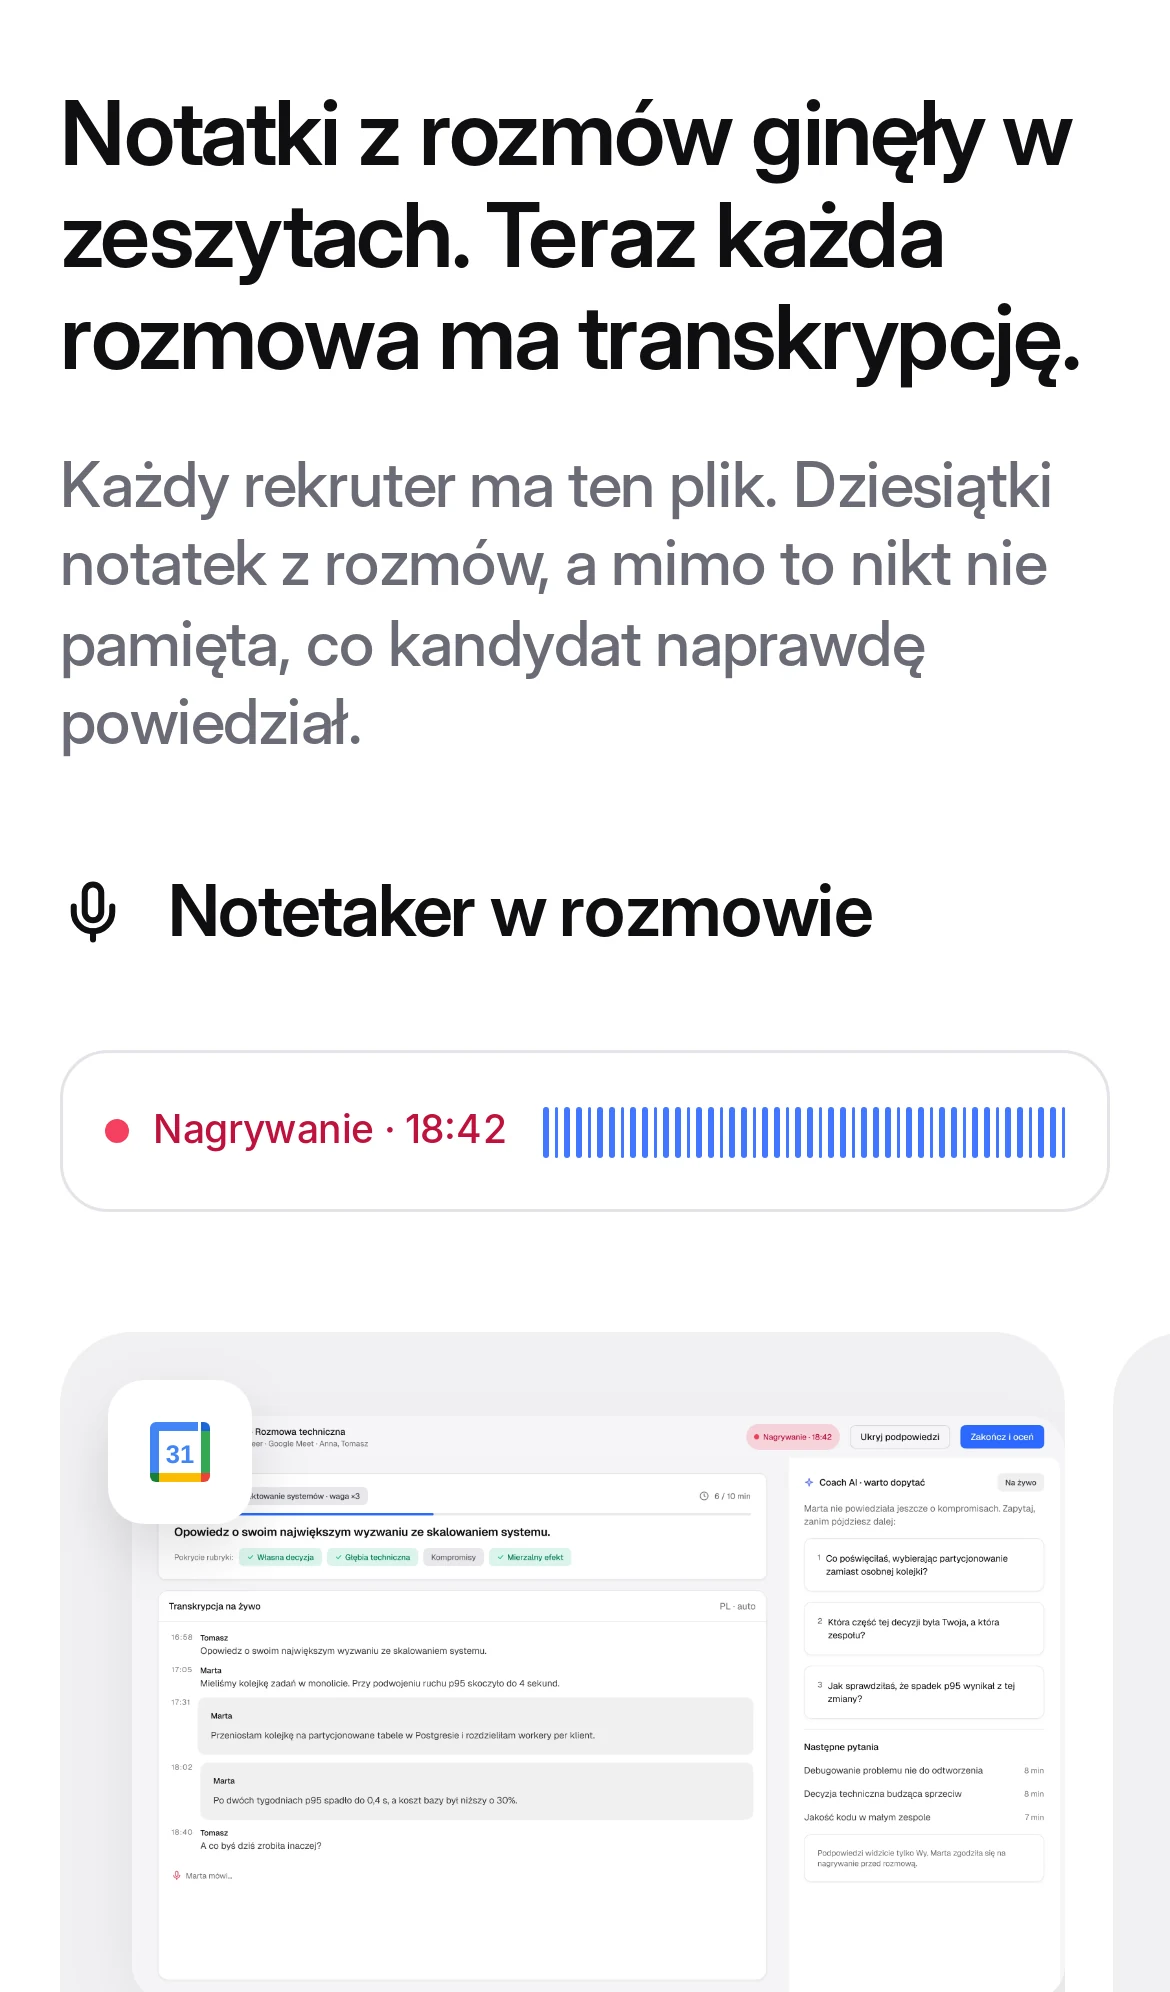 Notatki z rozmów ginęły w
zeszytach. Teraz każda
rozmowa ma transkrypcję.
Każdy rekruter ma ten plik. Dziesiątki
notatek z rozmów, a mimo to nikt nie
pamięta, co kandydat naprawdę
powiedział.
Notetaker w rozmowie
Nagrywanie · 18:42
31
Rozmowa techniczna
· Google Meet · Anna, Tomasz
Nagrywanie · 18:42
Ukryj podpowiedzi
Zakończ i oceń
systemów · waga ×3
6 / 10 min
Opowiedz o swoim największym wyzwaniu ze skalowaniem systemu.
Pokrycie rubryki:
Własna decyzja
Głębia techniczna
Kompromisy
Mierzalny efekt
Transkrypcja na żywo
PL · auto
16:58 Tomasz
Opowiedz o swoim największym wyzwaniu ze skalowaniem systemu.
17:05 Marta
Mieliśmy kolejkę zadań w monolicie. Przy podwojeniu ruchu p95 skoczyło do 4 sekund.
17:31
Marta
Przeniosłam kolejkę na partycjonowane tabele w Postgresie i rozdzieliłam workery per klient.
18:02
Marta
Po dwóch tygodniach p95 spadło do 0,4 s, a koszt bazy był niższy o 30%.
18:40 Tomasz
A co byś dziś zrobiła inaczej?
Marta mówi...
Coach AI · warto dopytać
Na żywo
Marta nie powiedziała jeszcze o kompromisach. Zapytaj,
zanim pójdziesz dalej:
1 Co poświęciłaś, wybierając partycjonowanie
zamiast osobnej kolejki?
2 Która część tej decyzji była Twoja, a która
zespołu?
3 Jak sprawdziłaś, że spadek p95 wynikał z tej
zmiany?
Następne pytania
Debugowanie problemu nie do odtworzenia 8 min
Decyzja techniczna budząca sprzeciw 8 min
Jakość kodu w małym zespole 7 min
Podpowiedzi widzicie tylko Wy. Marta zgodziła się na
nagrywanie przed rozmową.